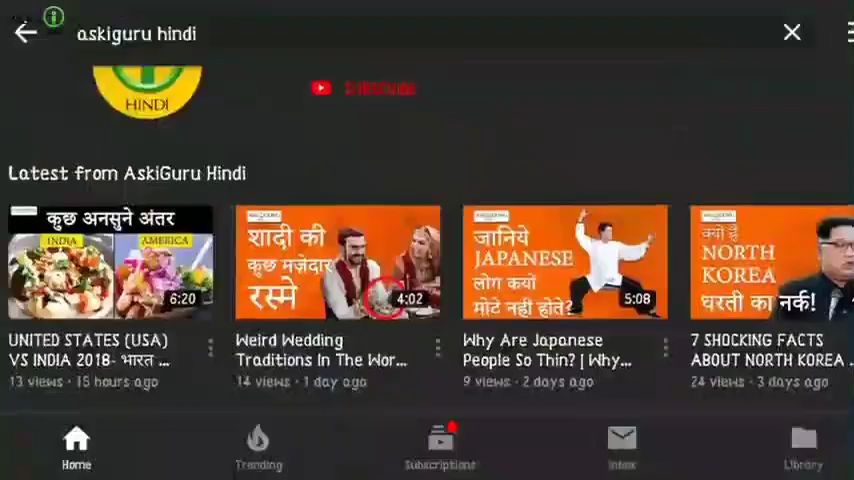 askiguru hindi
HINDI
SUBSCRIBE
Latest from AskiGuru Hindi
कुछ अनसुने अंतर
INDIA
AMERICA
6:20
शादी की
कुछ मज़ेदार
रस्मे
4:02
जानिये
JAPANESE
लोग क्यों
मोटे नही होते?
5:08
क्यों है
NORTH
KOREA
धरती का नर्क!
UNITED STATES (USA)
VS INDIA 2018- भारत ...
13 views · 15 hours ago
Weird Wedding
Traditions In The Wor...
14 views · 1 day ago
Why Are Japanese
People So Thin? | Why...
9 views · 2 days ago
7 SHOCKING FACTS
ABOUT NORTH KOREA .
24 views · 3 days ago
Home
Trending
Subscriptions
Inbox
Library